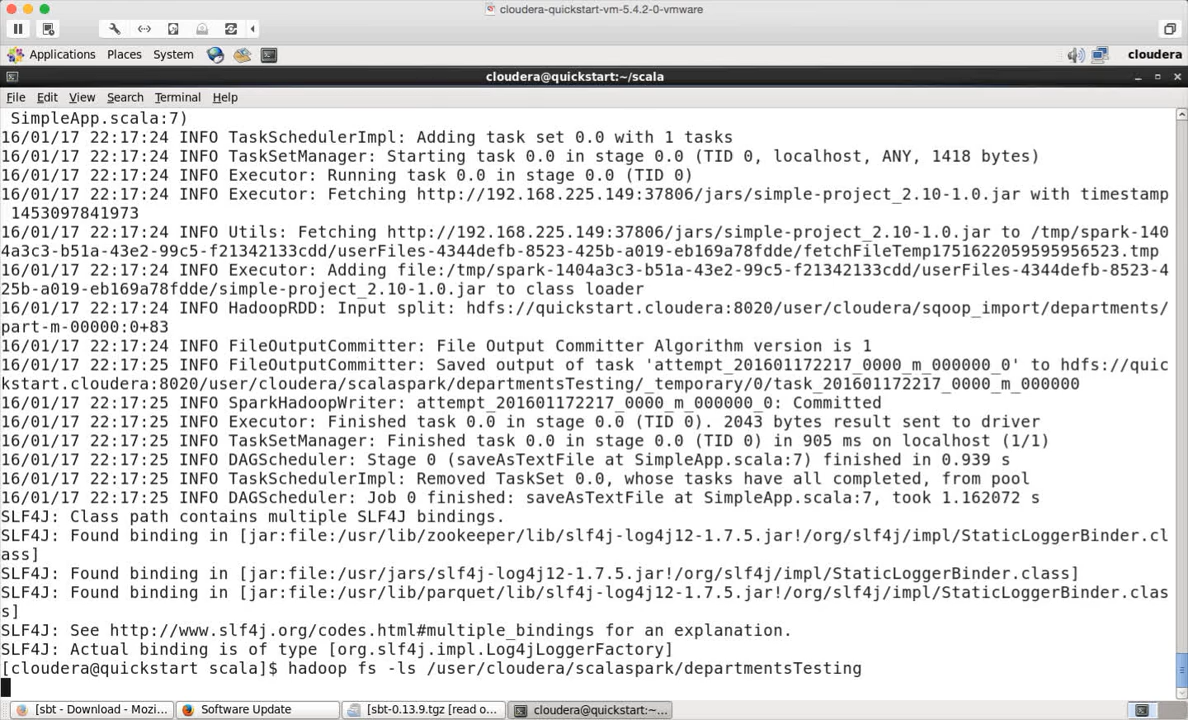 cloudera-quickstart-vm-5.4.2-0-vmware
Applications Places System cloudera
cloudera@quickstart:~/scala
File Edit View Search Terminal Help
SimpleApp.scala:7)
16/01/17 22:17:24 INFO TaskSchedulerImpl: Adding task set 0.0 with 1 tasks
16/01/17 22:17:24 INFO TaskSetManager: Starting task 0.0 in stage 0.0 (TID 0, localhost, ANY, 1418 bytes)
16/01/17 22:17:24 INFO Executor: Running task 0.0 in stage 0.0 (TID 0)
16/01/17 22:17:24 INFO Executor: Fetching http://192.168.225.149:37806/jars/simple-project_2.10-1.0.jar with timestamp
1453097841973
16/01/17 22:17:24 INFO Utils: Fetching http://192.168.225.149:37806/jars/simple-project_2.10-1.0.jar to /tmp/spark-140
4a3c3-b51a-43e2-99c5-f21342133cdd/userFiles-4344defb-8523-425b-a019-eb169a78fdde/fetchFileTemp1751622059595956523.tmp
16/01/17 22:17:24 INFO Executor: Adding file:/tmp/spark-1404a3c3-b51a-43e2-99c5-f21342133cdd/userFiles-4344defb-8523-4
25b-a019-eb169a78fdde/simple-project_2.10-1.0.jar to class loader
16/01/17 22:17:24 INFO HadoopRDD: Input split: hdfs://quickstart.cloudera:8020/user/cloudera/sqoop_import/departments/
part-m-00000:0+83
16/01/17 22:17:24 INFO FileOutputCommitter: File Output Committer Algorithm version is 1
16/01/17 22:17:25 INFO FileOutputCommitter: Saved output of task 'attempt_201601172217_0000_m_000000_0' to hdfs://quic
kstart.cloudera:8020/user/cloudera/scalaspark/departmentsTesting/_temporary/0/task_201601172217_0000_m_000000
16/01/17 22:17:25 INFO SparkHadoopWriter: attempt_201601172217_0000_m_000000_0: Committed
16/01/17 22:17:25 INFO Executor: Finished task 0.0 in stage 0.0 (TID 0). 2043 bytes result sent to driver
16/01/17 22:17:25 INFO TaskSetManager: Finished task 0.0 in stage 0.0 (TID 0) in 905 ms on localhost (1/1)
16/01/17 22:17:25 INFO DAGScheduler: Stage 0 (saveAsTextFile at SimpleApp.scala:7) finished in 0.939 s
16/01/17 22:17:25 INFO TaskSchedulerImpl: Removed TaskSet 0.0, whose tasks have all completed, from pool
16/01/17 22:17:25 INFO DAGScheduler: Job 0 finished: saveAsTextFile at SimpleApp.scala:7, took 1.162072 s
SLF4J: Class path contains multiple SLF4J bindings.
SLF4J: Found binding in [jar:file:/usr/lib/zookeeper/lib/slf4j-log4j12-1.7.5.jar!/org/slf4j/impl/StaticLoggerBinder.cl
ass]
SLF4J: Found binding in [jar:file:/usr/jars/slf4j-log4j12-1.7.5.jar!/org/slf4j/impl/StaticLoggerBinder.class]
SLF4J: Found binding in [jar:file:/usr/lib/parquet/lib/slf4j-log4j12-1.7.5.jar!/org/slf4j/impl/StaticLoggerBinder.clas
s]
SLF4J: See http://www.slf4j.org/codes.html#multiple_bindings for an explanation.
SLF4J: Actual binding is of type [org.slf4j.impl.Log4jLoggerFactory]
[cloudera@quickstart scala]$ hadoop fs -ls /user/cloudera/scalaspark/departmentsTesting
[sbt - Download - Mozi... Software Update [sbt-0.13.9.tgz [read o... cloudera@quickstart:~...